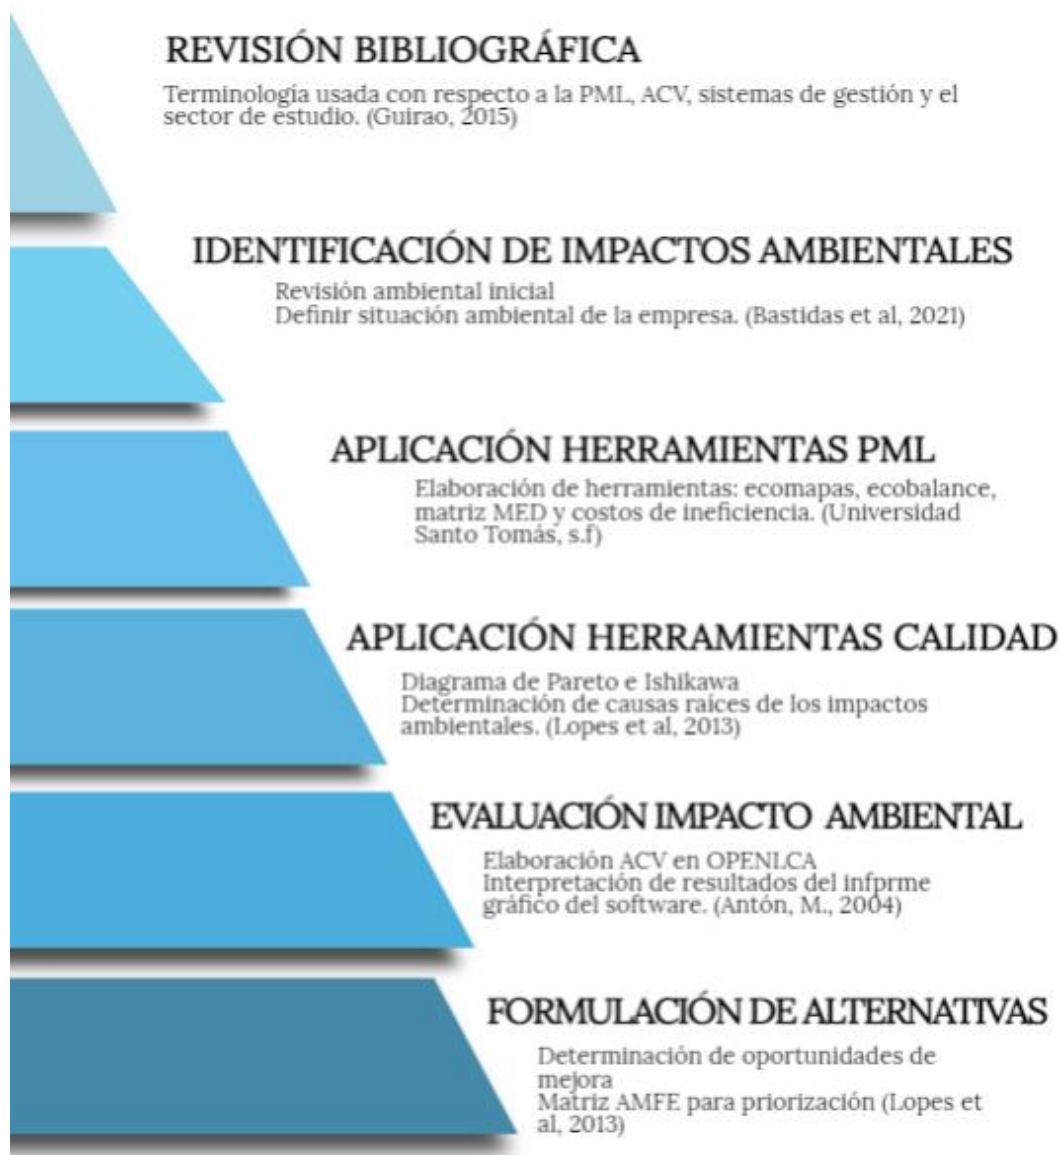 REVISIÓN BIBLIOGRÁFICA
Terminología usada con respecto a la PML, ACV, sistemas de gestión y el
sector de estudio. (Guirao, 2015)
IDENTIFICACIÓN DE IMPACTOS AMBIENTALES
Revisión ambiental inicial
Definir situación ambiental de la empresa. (Bastidas et al, 2021)
APLICACIÓN HERRAMIENTAS PML
Elaboración de herramientas: ecomapas, ecobalance,
matriz MED y costos de ineficiencia. (Universidad
Santo Tomás, s.f)
APLICACIÓN HERRAMIENTAS CALIDAD
Diagrama de Pareto e Ishikawa
Determinación de causas raíces de los impactos
ambientales. (Lopes et al, 2013)
EVALUACIÓN IMPACTO AMBIENTAL
Elaboración ACV en OPENLCA
Interpretación de resultados del infprme
gráfico del software. (Antón, M., 2004)
FORMULACIÓN DE ALTERNATIVAS
Determinación de oportunidades de
mejora
Matriz AMFE para priorización (Lopes et
al, 2013)